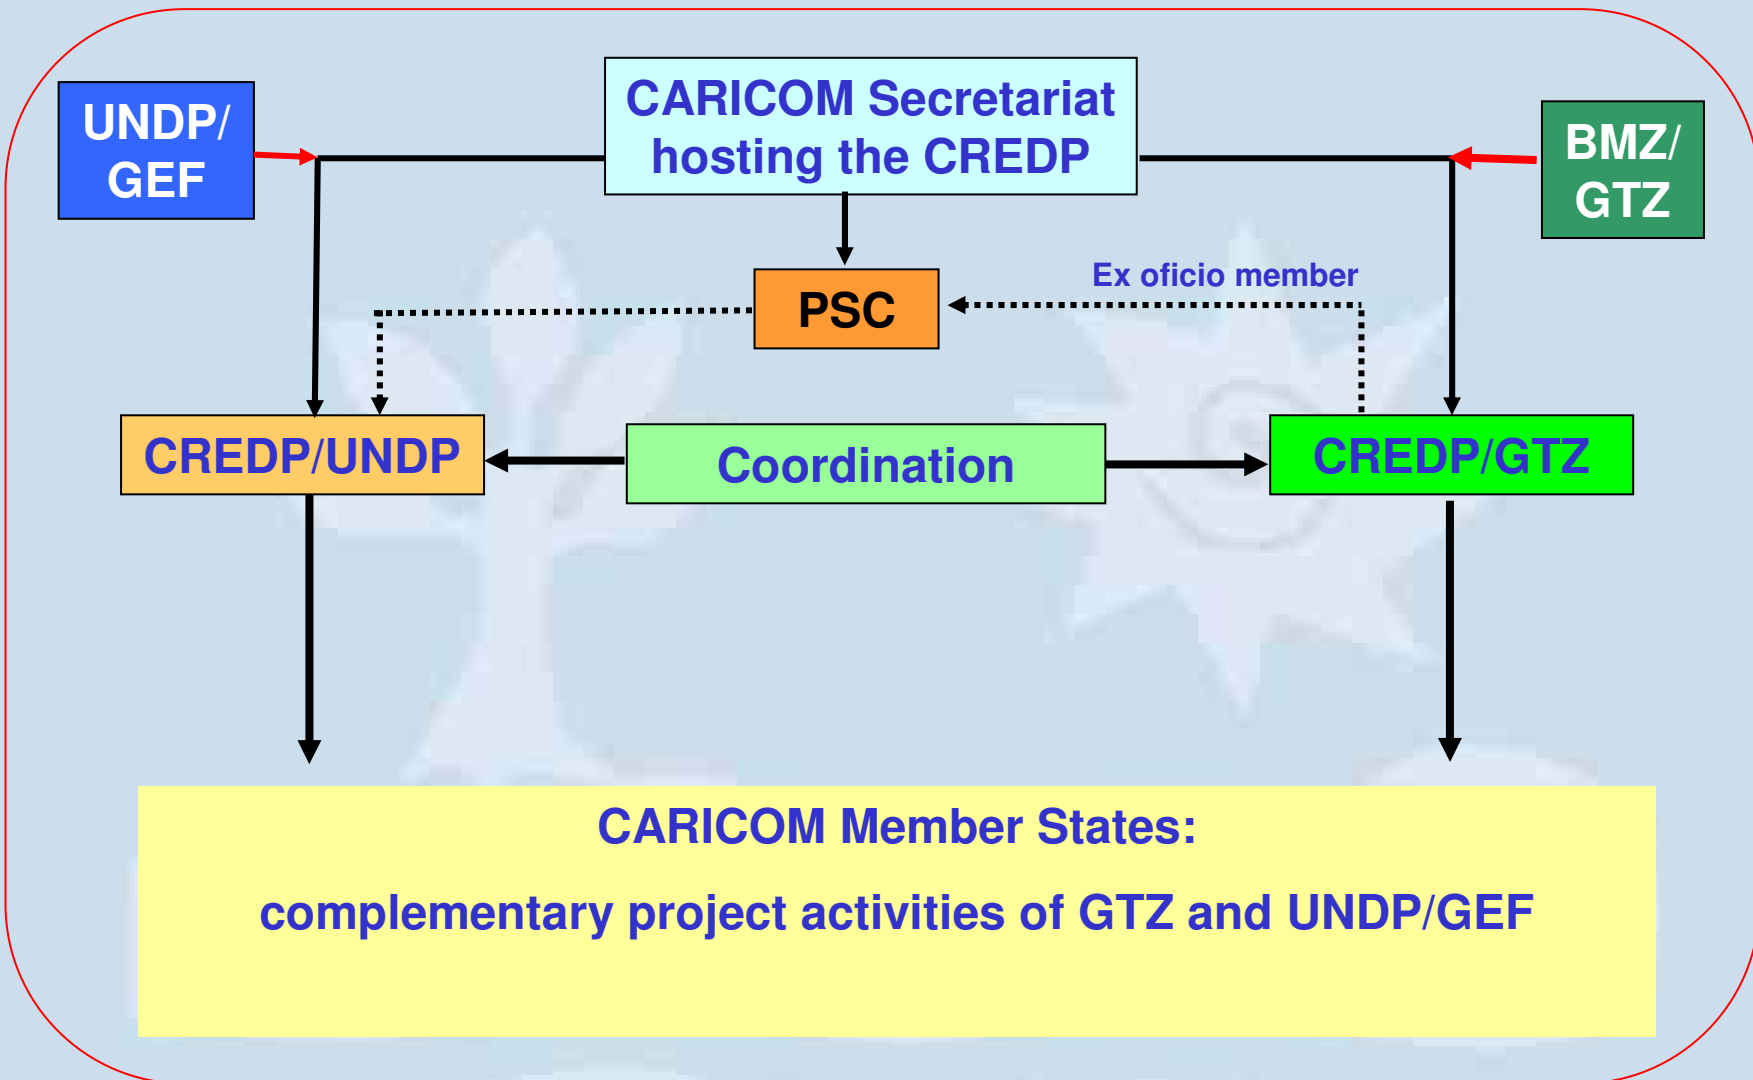 UNDP/
GEF
CARICOM Secretariat
hosting the CREDP
BMZ/
GTZ
PSC
Ex oficio member
CREDP/UNDP
Coordination
CREDP/GTZ
CARICOM Member States:
complementary project activities of GTZ and UNDP/GEF